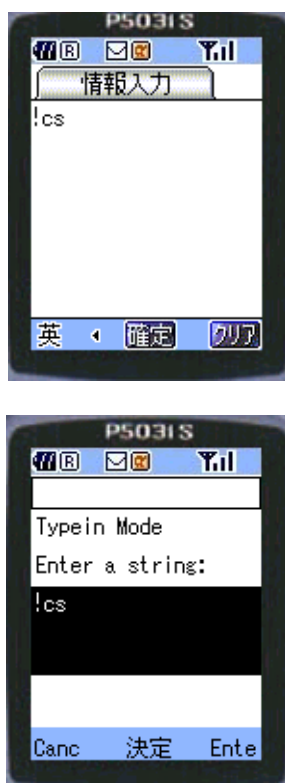 P503iS
R
情報入力
!cs
英 確定 クリア
P503iS
R
Typein Mode
Enter a string:
!cs
Canc 決定 Ente